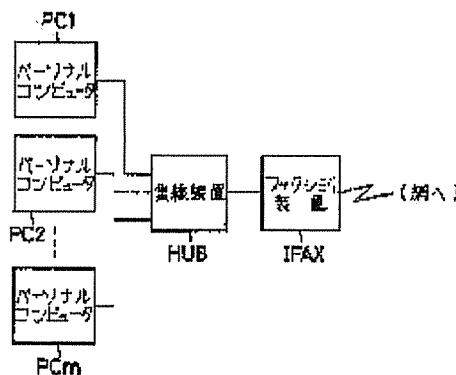 PC1
パーソナル
コンピュータ
パーソナル
コンピュータ
PC2
パーソナル
コンピュータ
PCm
集線装置
HUB
ファクシミリ
装置
IFAX
(網へ)